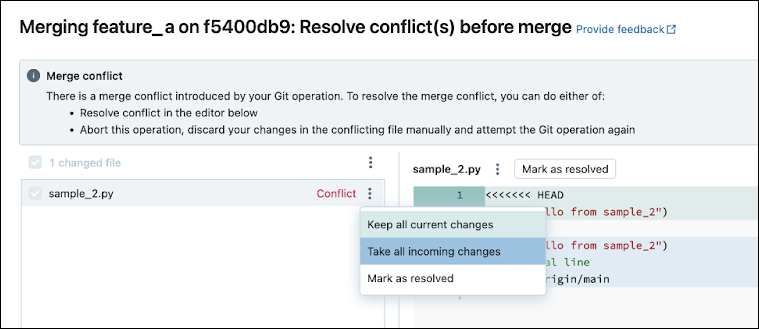 Merging feature_a on f5400db9: Resolve conflict(s) before merge Provide feedback
Merge conflict
There is a merge conflict introduced by your Git operation. To resolve the merge conflict, you can do either of:
• Resolve conflict in the editor below
• Abort this operation, discard your changes in the conflicting file manually and attempt the Git operation again
1 changed file
sample_2.py Mark as resolved
sample_2.py Conflict
1 <<<<<<< HEAD
Keep all current changes
llo from sample_2")
Take all incoming changes
llo from sample_2")
al line
Mark as resolved
rigin/main